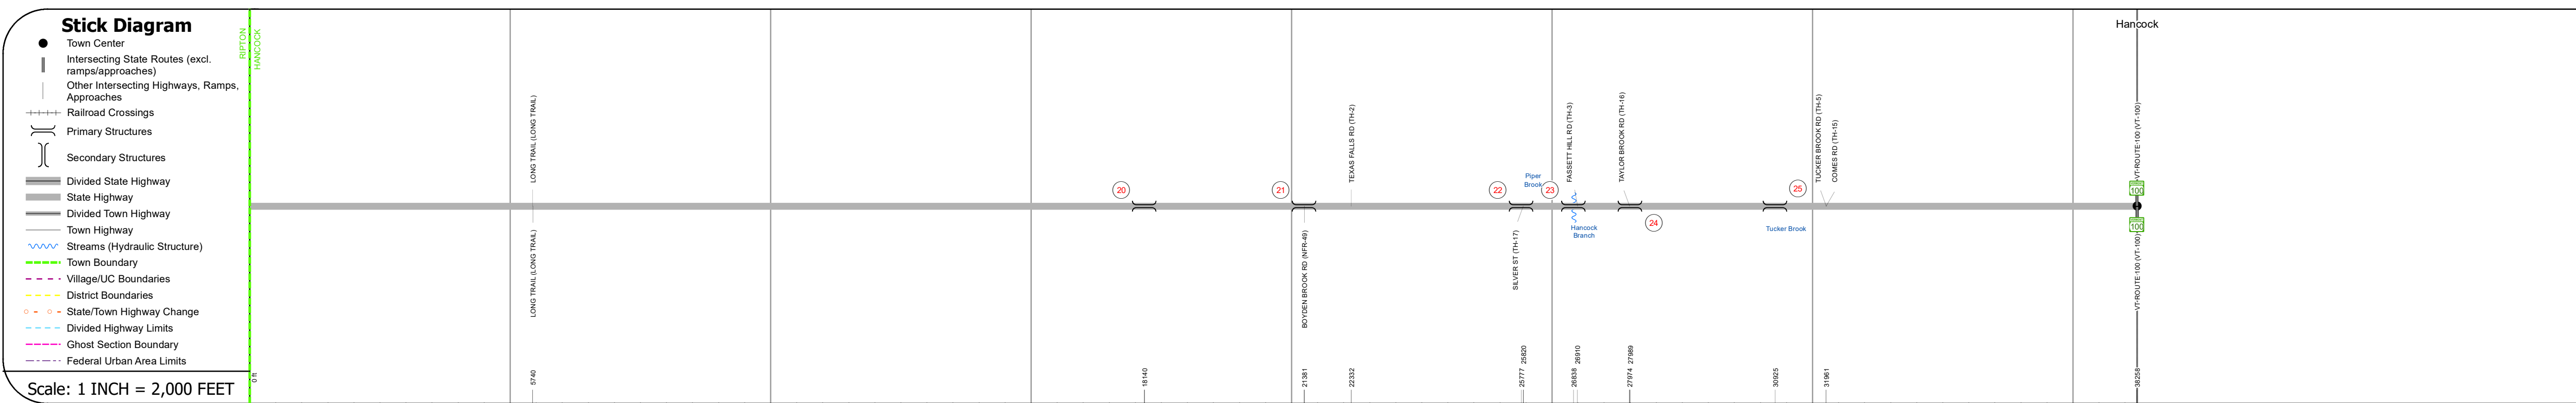 Stick Diagram
Town Center
Intersecting State Routes (excl.
ramps/approaches)
Other Intersecting Highways, Ramps,
Approaches
Railroad Crossings
Primary Structures
Secondary Structures
Divided State Highway
State Highway
Divided Town Highway
Town Highway
Streams (Hydraulic Structure)
Town Boundary
Village/UC Boundaries
District Boundaries
State/Town Highway Change
Divided Highway Limits
Ghost Section Boundary
Federal Urban Area Limits
Scale: 1 INCH = 2,000 FEET
RIPTON
HANCOCK
Hancock
LONG TRAIL (LONG TRAIL)
TEXAS FALLS RD (TH-2)
FASSETT HILL RD (TH-3)
TAYLOR BROOK RD (TH-16)
TUCKER BROOK RD (TH-5)
COMES RD (TH-15)
VT-ROUTE-100 (VT-100)
20
21
22
Piper
Brook
23
24
25
100
100
Hancock
Branch
Tucker Brook
LONG TRAIL (LONG TRAIL)
BOYDEN BROOK RD (NFR-49)
SILVER ST (TH-17)
VT-ROUTE-100 (VT-100)
0 ft
5740
18140
21381
22332
25777
25820
26838
26910
27974
27989
30925
31961
38258